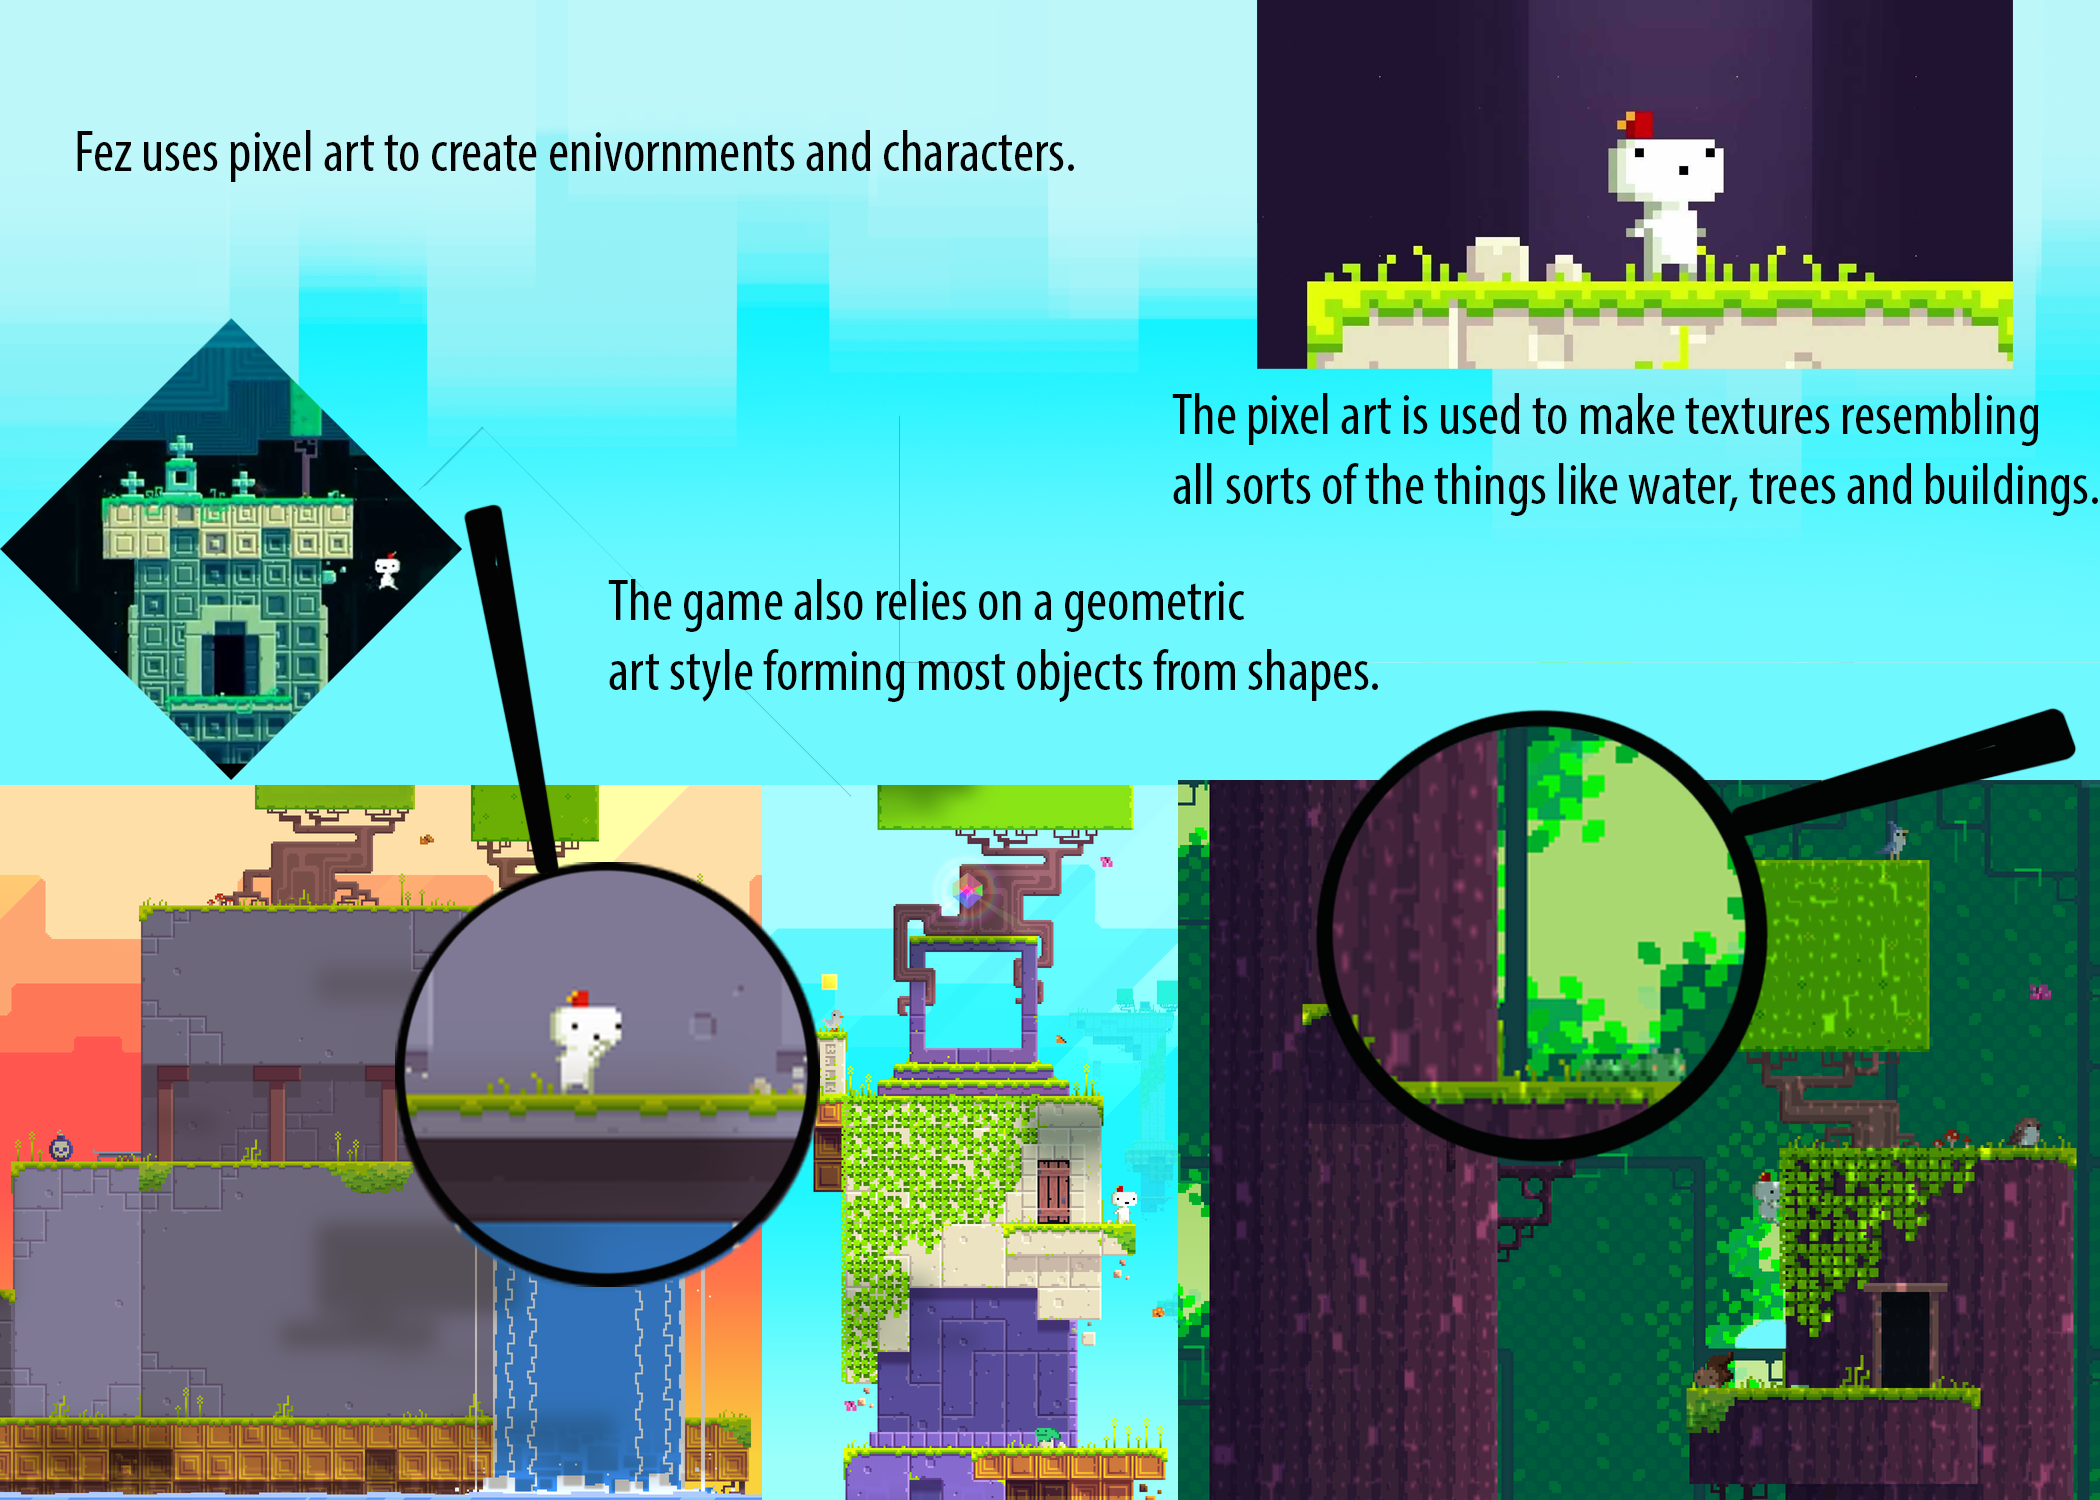 Fez uses pixel art to create enivornments and characters.
The pixel art is used to make textures resembling
all sorts of the things like water, trees and buildings.
The game also relies on a geometric
art style forming most objects from shapes.